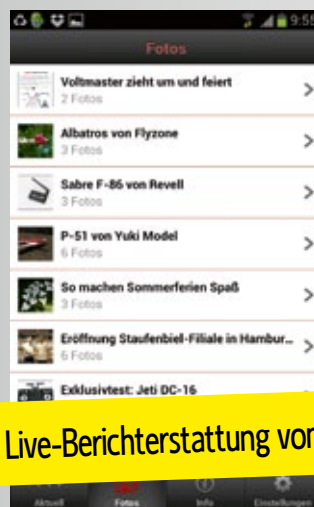 9:55
Fotos
Voltmaster zieht um und feiert
2 Fotos
Albatros von Flyzone
3 Fotos
Sabre F-86 von Revell
3 Fotos
P-51 von Yuki Model
6 Fotos
So machen Sommerferien Spaß
3 Fotos
Eröffnung Staufenbiel-Filiale in Hambur...
6 Fotos
Exklusivtest: Jeti DC-16
Live-Berichterstattung von
Aktuell
Fotos
Info
Einstellungen